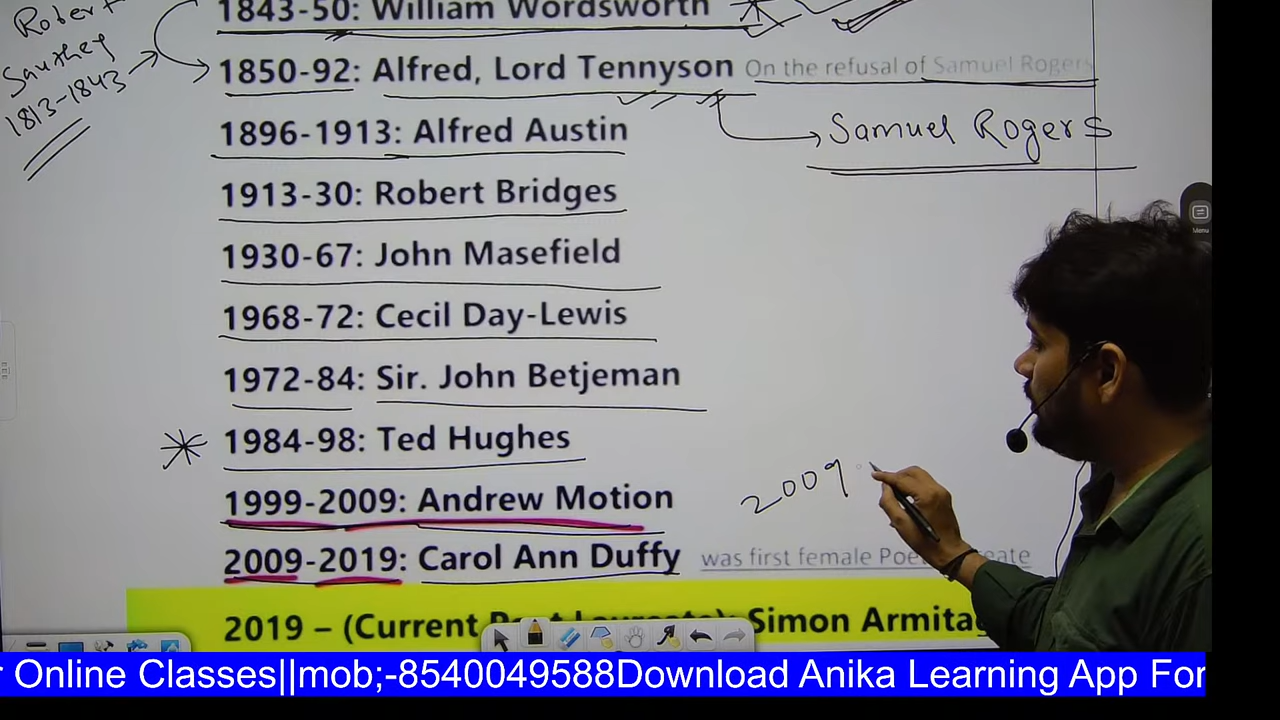 Robert
Southey
1813-1843
1843-50: William Wordsworth
1850-92: Alfred, Lord Tennyson On the refusal of Samuel Rogers
Samuel Rogers
1896-1913: Alfred Austin
1913-30: Robert Bridges
1930-67: John Masefield
1968-72: Cecil Day-Lewis
1972-84: Sir. John Betjeman
1984-98: Ted Hughes
1999-2009: Andrew Motion
2009
2009-2019: Carol Ann Duffy was first female
2019 – (Current Poet Laureate): Simon
Menu
Online Classes||mob;-8540049588Download Anika Learning App For